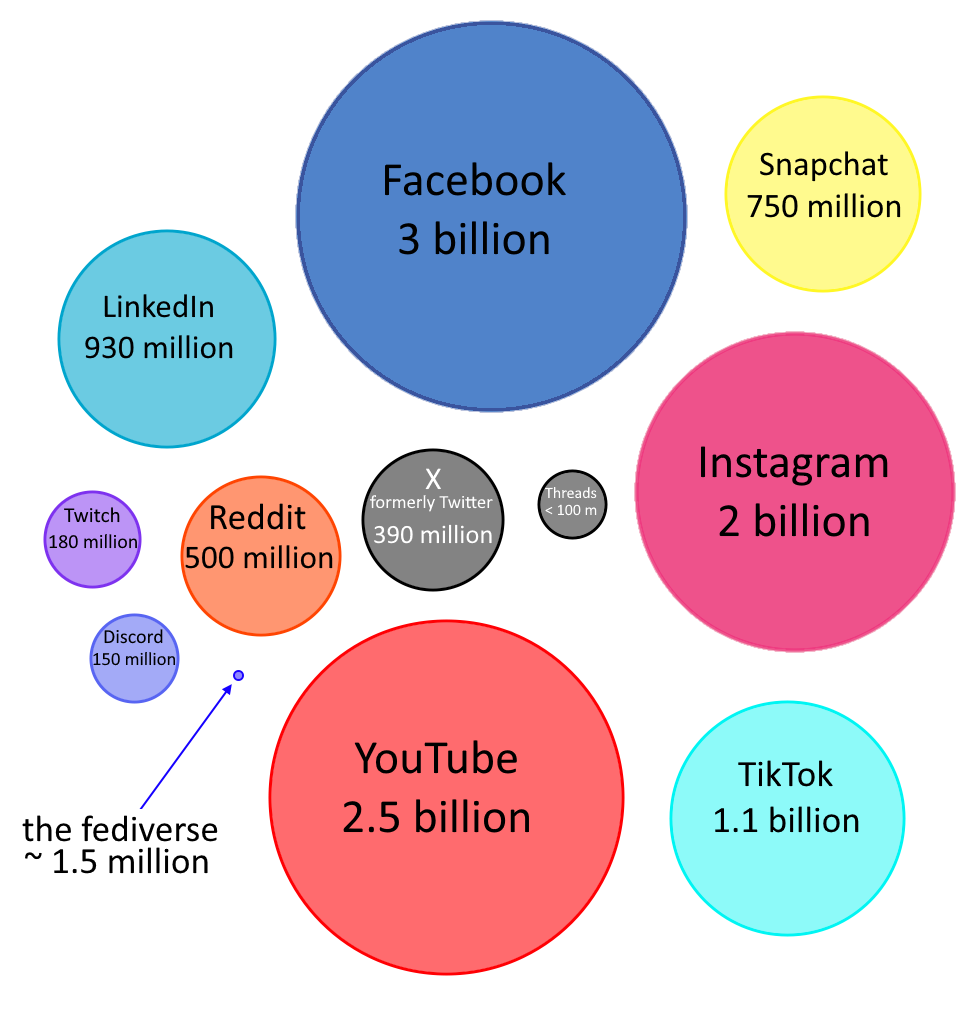 Facebook
3 billion
Snapchat
750 million
LinkedIn
930 million
Instagram
2 billion
X
formerly Twitter
390 million
Threads
< 100 m
Reddit
500 million
Twitch
180 million
Discord
150 million
the fediverse
~ 1.5 million
YouTube
2.5 billion
TikTok
1.1 billion